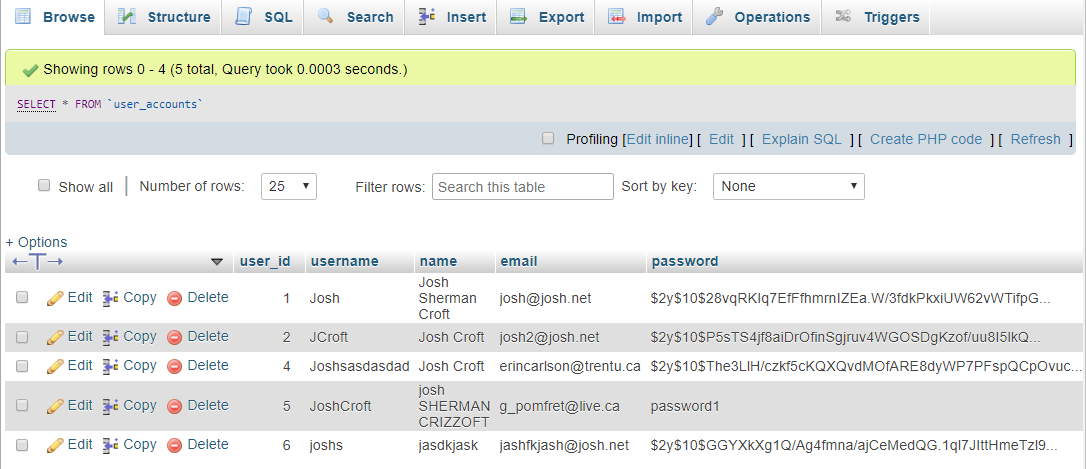 Browse Structure SQL Search Insert Export Import Operations Triggers
Showing rows 0 - 4 (5 total, Query took 0.0003 seconds.)
SELECT * FROM `user_accounts`
Profiling [Edit inline] [ Edit ] [ Explain SQL ] [ Create PHP code ] [ Refresh ]
Show all | Number of rows: 25 Filter rows: Search this table Sort by key: None
+ Options
user_id username name email password
Edit Copy Delete 1 Josh Josh Sherman Croft josh@josh.net $2y$10$28vqRKlq7EfFfhmrnIZEa.W/3fdkPkxiUW62vWTifpG...
Edit Copy Delete 2 JCroft Josh Croft josh2@josh.net $2y$10$P5sTS4jf8aiDrOfinSgjruv4WGOSDgKzof/uu8I5lkQ...
Edit Copy Delete 4 Joshsasdasdad Josh Croft erincarlson@trentu.ca $2y$10$The3LlH/czkf5cKQXQvdMOfARE8dyWP7PFspQCpOvuc...
Edit Copy Delete 5 JoshCroft josh SHERMAN CRIZZOFT g_pomfret@live.ca password1
Edit Copy Delete 6 joshs jasdkjask jashfkjash@josh.net $2y$10$GGYXkXg1Q/Ag4fmna/ajCeMedQG.1ql7JIttHmeTzl9...